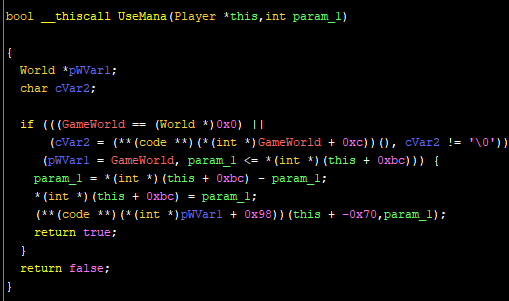 bool __thiscall UseMana(Player *this,int param_1)
{
World *pWVar1;
char cVar2;
if (((GameWorld == (World *)0x0) ||
(cVar2 = (**(code **)(*(int *)GameWorld + 0xc))(), cVar2 != '\0'))
(pWVar1 = GameWorld, param_1 <= *(int *)(this + 0xbc))) {
param_1 = *(int *)(this + 0xbc) - param_1;
*(int *)(this + 0xbc) = param_1;
(**(code **)(*(int *)pWVar1 + 0x98))(this + -0x70,param_1);
return true;
}
return false;
}